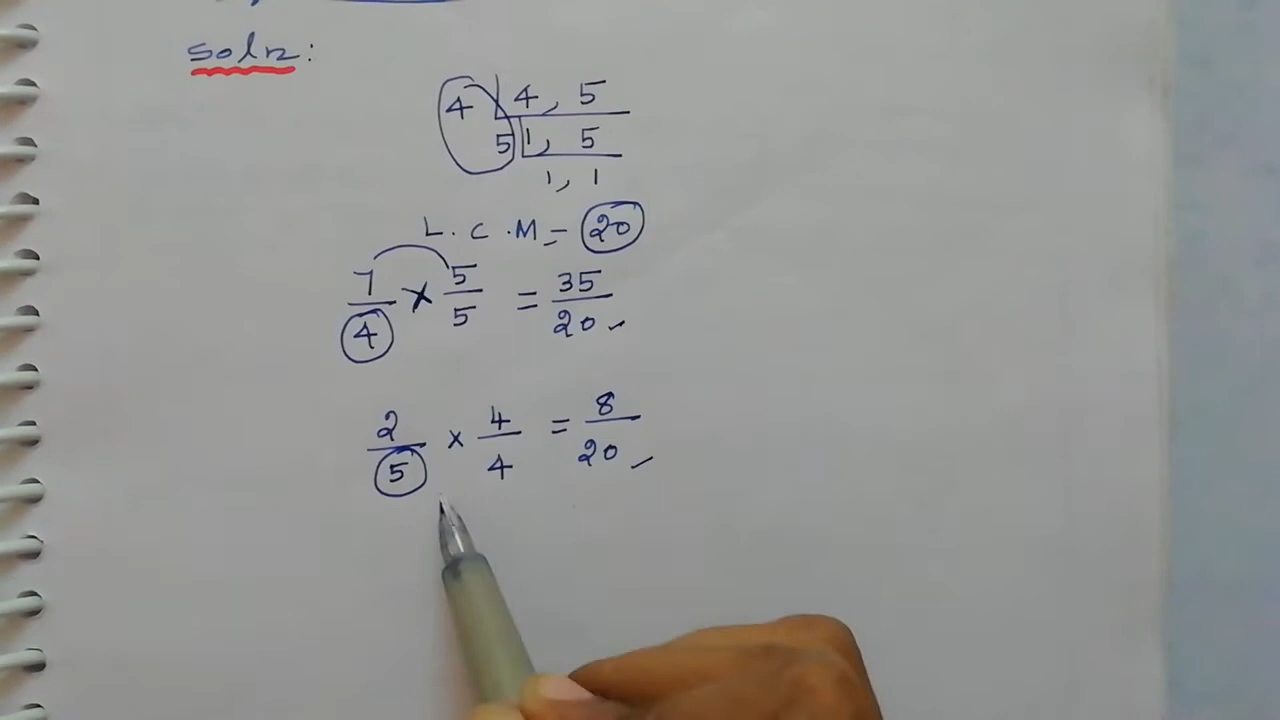 Soln:
4 | 4, 5
5 | 1, 5
1, 1
L.C.M = 20
7/4 × 5/5 = 35/20
2/5 × 4/4 = 8/20